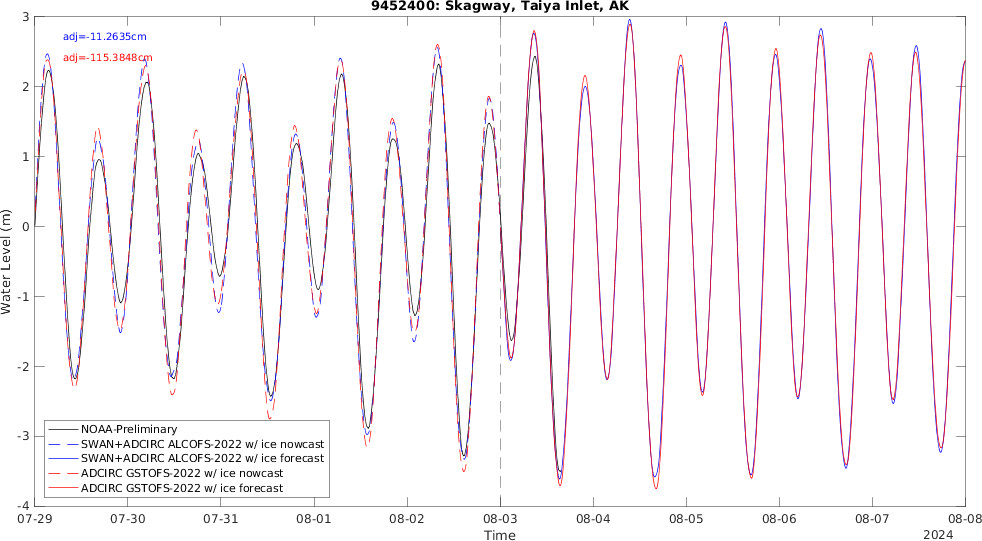 9452400: Skagway, Taiya Inlet, AK
3
2
1
0
-1
-2
-3
-4
Water Level (m)
adj=-11.2635cm
adj=-115.3848cm
NOAA-Preliminary
SWAN+ADCIRC ALCOFS-2022 w/ ice nowcast
SWAN+ADCIRC ALCOFS-2022 w/ ice forecast
ADCIRC GSTOFS-2022 w/ ice nowcast
ADCIRC GSTOFS-2022 w/ ice forecast
07-29 07-30 07-31 08-01 08-02 08-03 08-04 08-05 08-06 08-07 08-08
Time
2024